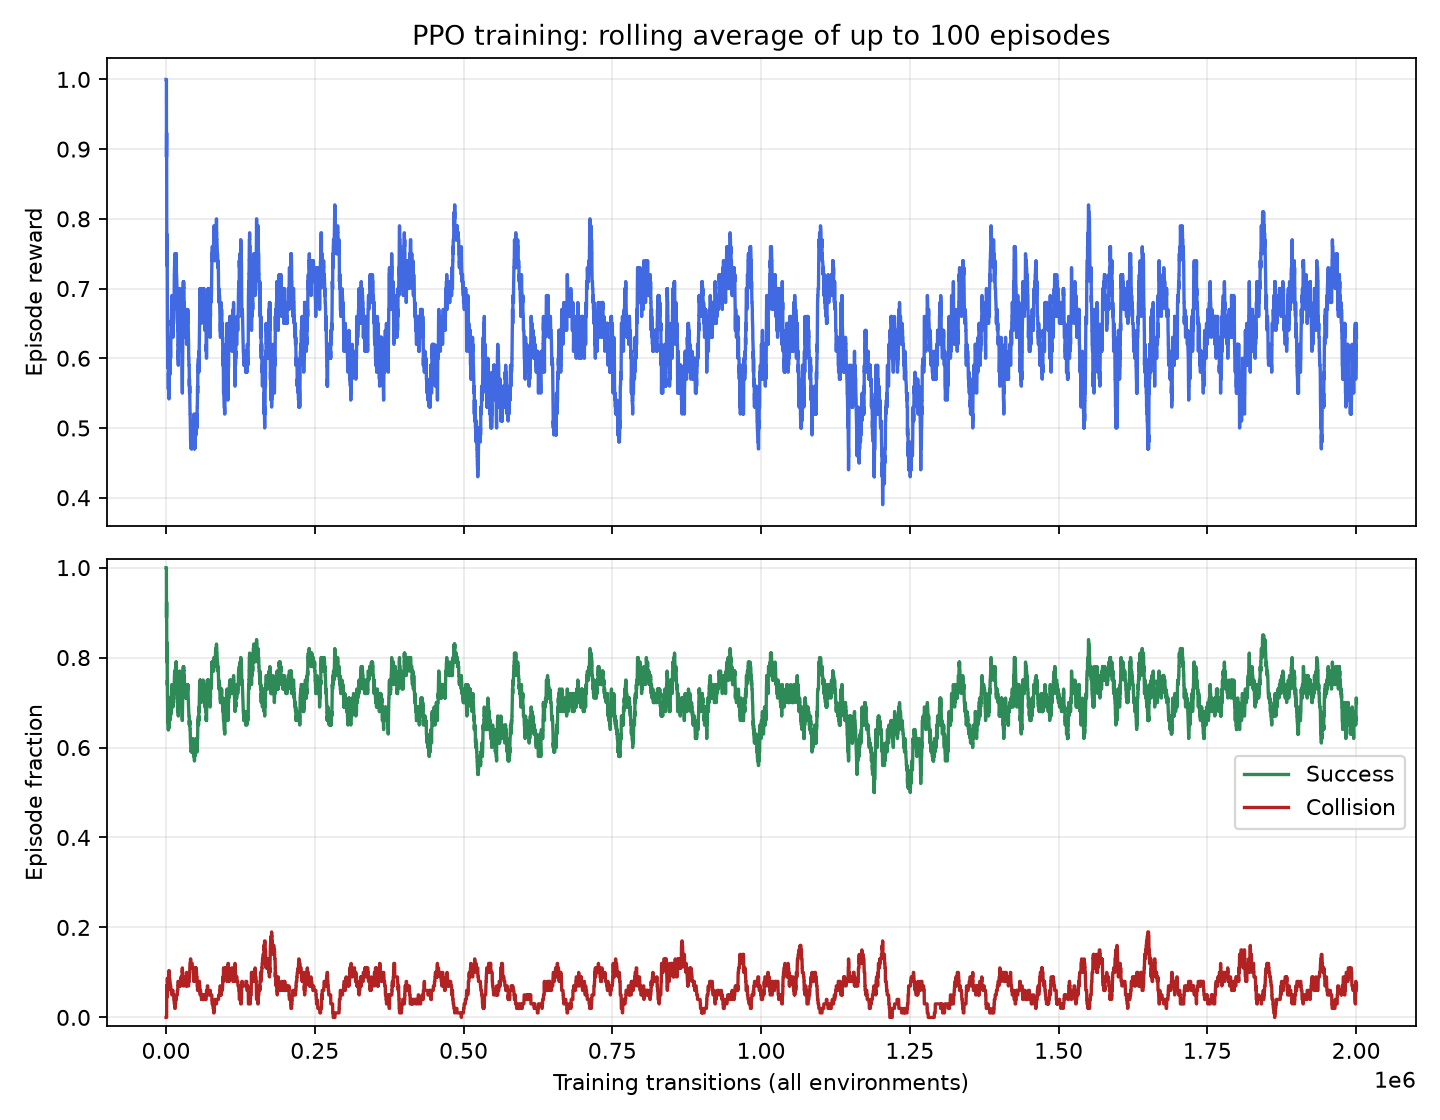 PPO training: rolling average of up to 100 episodes
1.0
0.9
0.8
0.7
0.6
0.5
0.4
Episode reward
1.0
0.8
0.6
0.4
0.2
0.0
Episode fraction
Success
Collision
0.00 0.25 0.50 0.75 1.00 1.25 1.50 1.75 2.00
1e6
Training transitions (all environments)